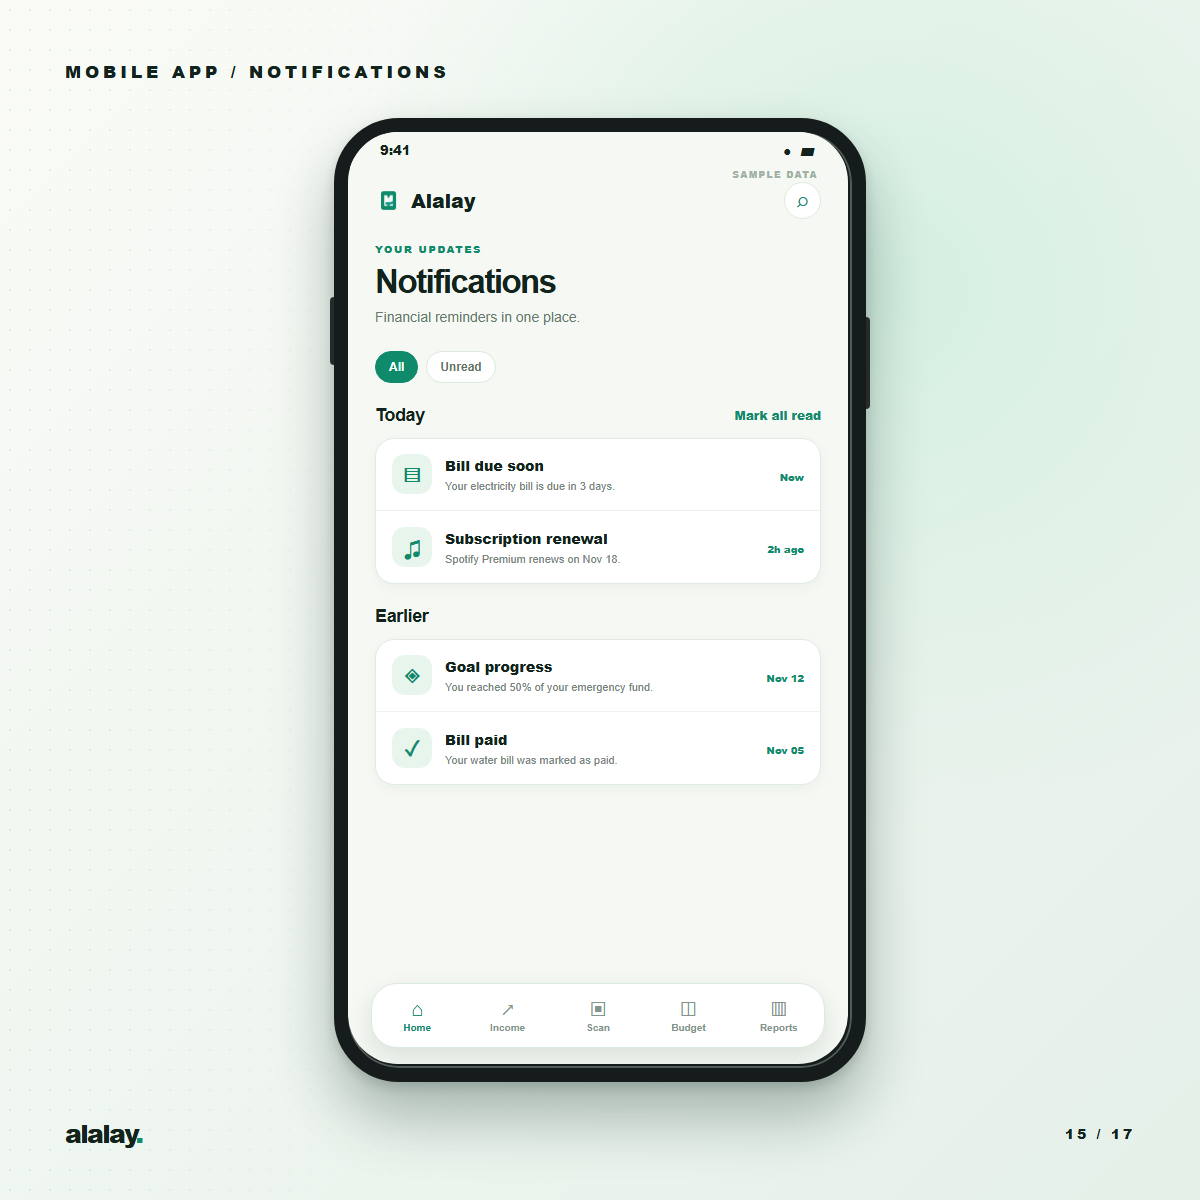 MOBILE APP / NOTIFICATIONS
9:41
SAMPLE DATA
Alalay
YOUR UPDATES
Notifications
Financial reminders in one place.
All Unread
Today Mark all read
Bill due soon
Your electricity bill is due in 3 days.
Now
Subscription renewal
Spotify Premium renews on Nov 18.
2h ago
Earlier
Goal progress
You reached 50% of your emergency fund.
Nov 12
Bill paid
Your water bill was marked as paid.
Nov 05
Home Income Scan Budget Reports
alalay.
15 / 17